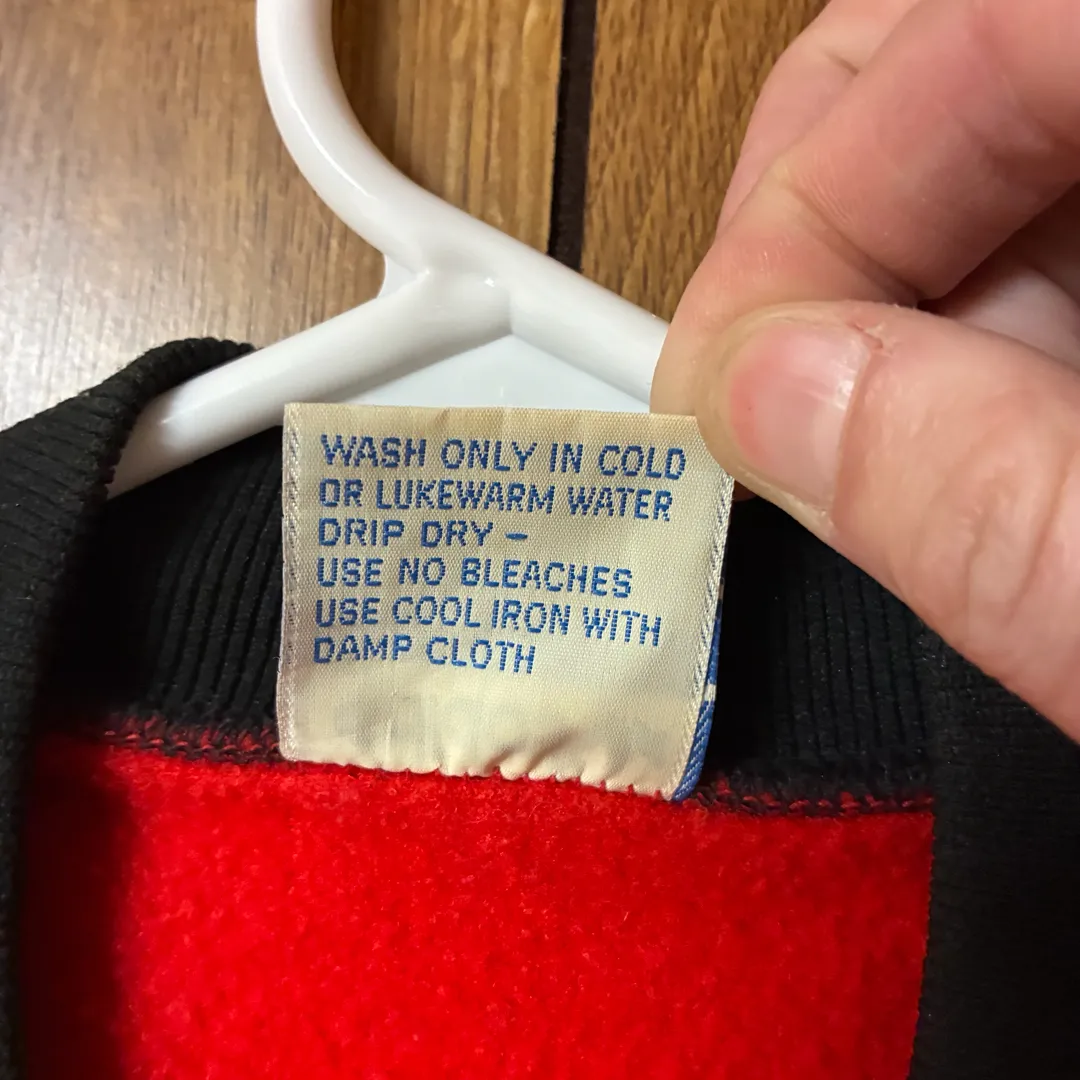 WASH ONLY IN COLD
OR LUKEWARM WATER
DRIP DRY –
USE NO BLEACHES
USE COOL IRON WITH
DAMP CLOTH